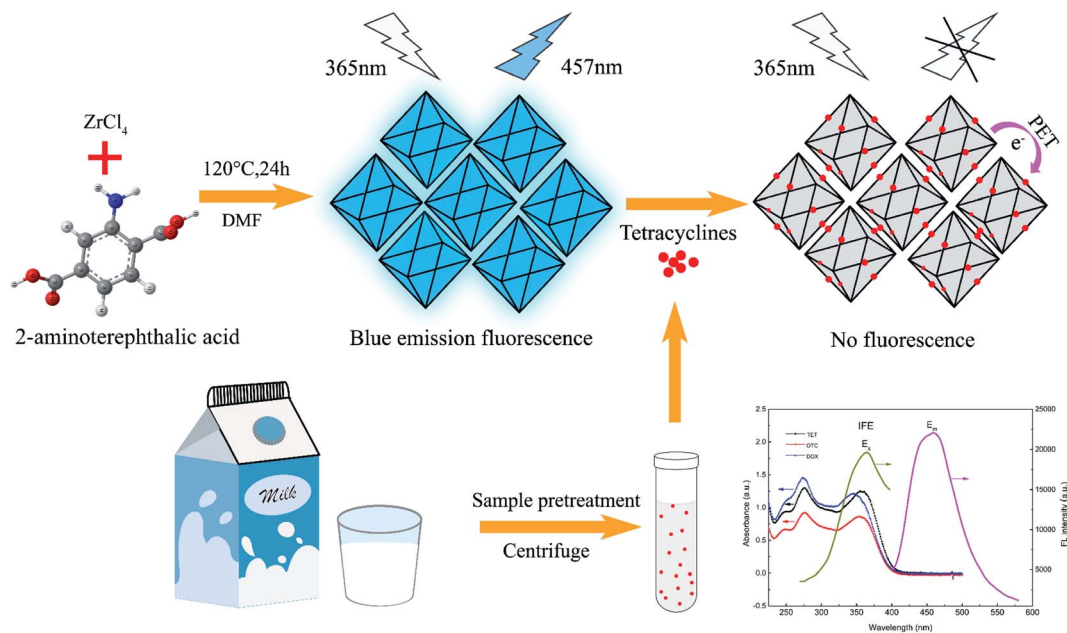 365nm
457nm
365nm
ZrCl₄
120°C,24h
DMF
PET
e⁻
Tetracyclines
2-aminoterephthalic acid
Blue emission fluorescence
No fluorescence
Milk
Sample pretreatment
Centrifuge
IFE
Eₓ
Eₘ
TET
OTC
DOX
2.5
2.0
1.5
1.0
0.5
0.0
Absorbance (a.u.)
25000
20000
15000
10000
5000
FL intensity (a.u.)
250 300 350 400 450 500 550 600
Wavelength (nm)